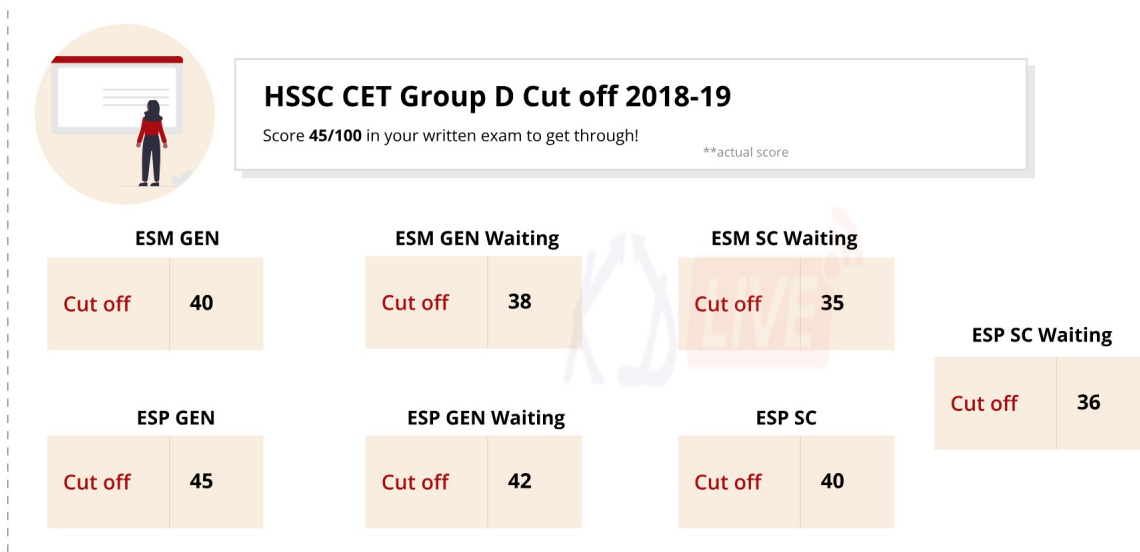 HSSC CET Group D Cut off 2018-19
Score 45/100 in your written exam to get through!
**actual score
ESM GEN
Cut off 40
ESM GEN Waiting
Cut off 38
ESM SC Waiting
Cut off 35
ESP SC Waiting
Cut off 36
ESP GEN
Cut off 45
ESP GEN Waiting
Cut off 42
ESP SC
Cut off 40
KD
LIVE